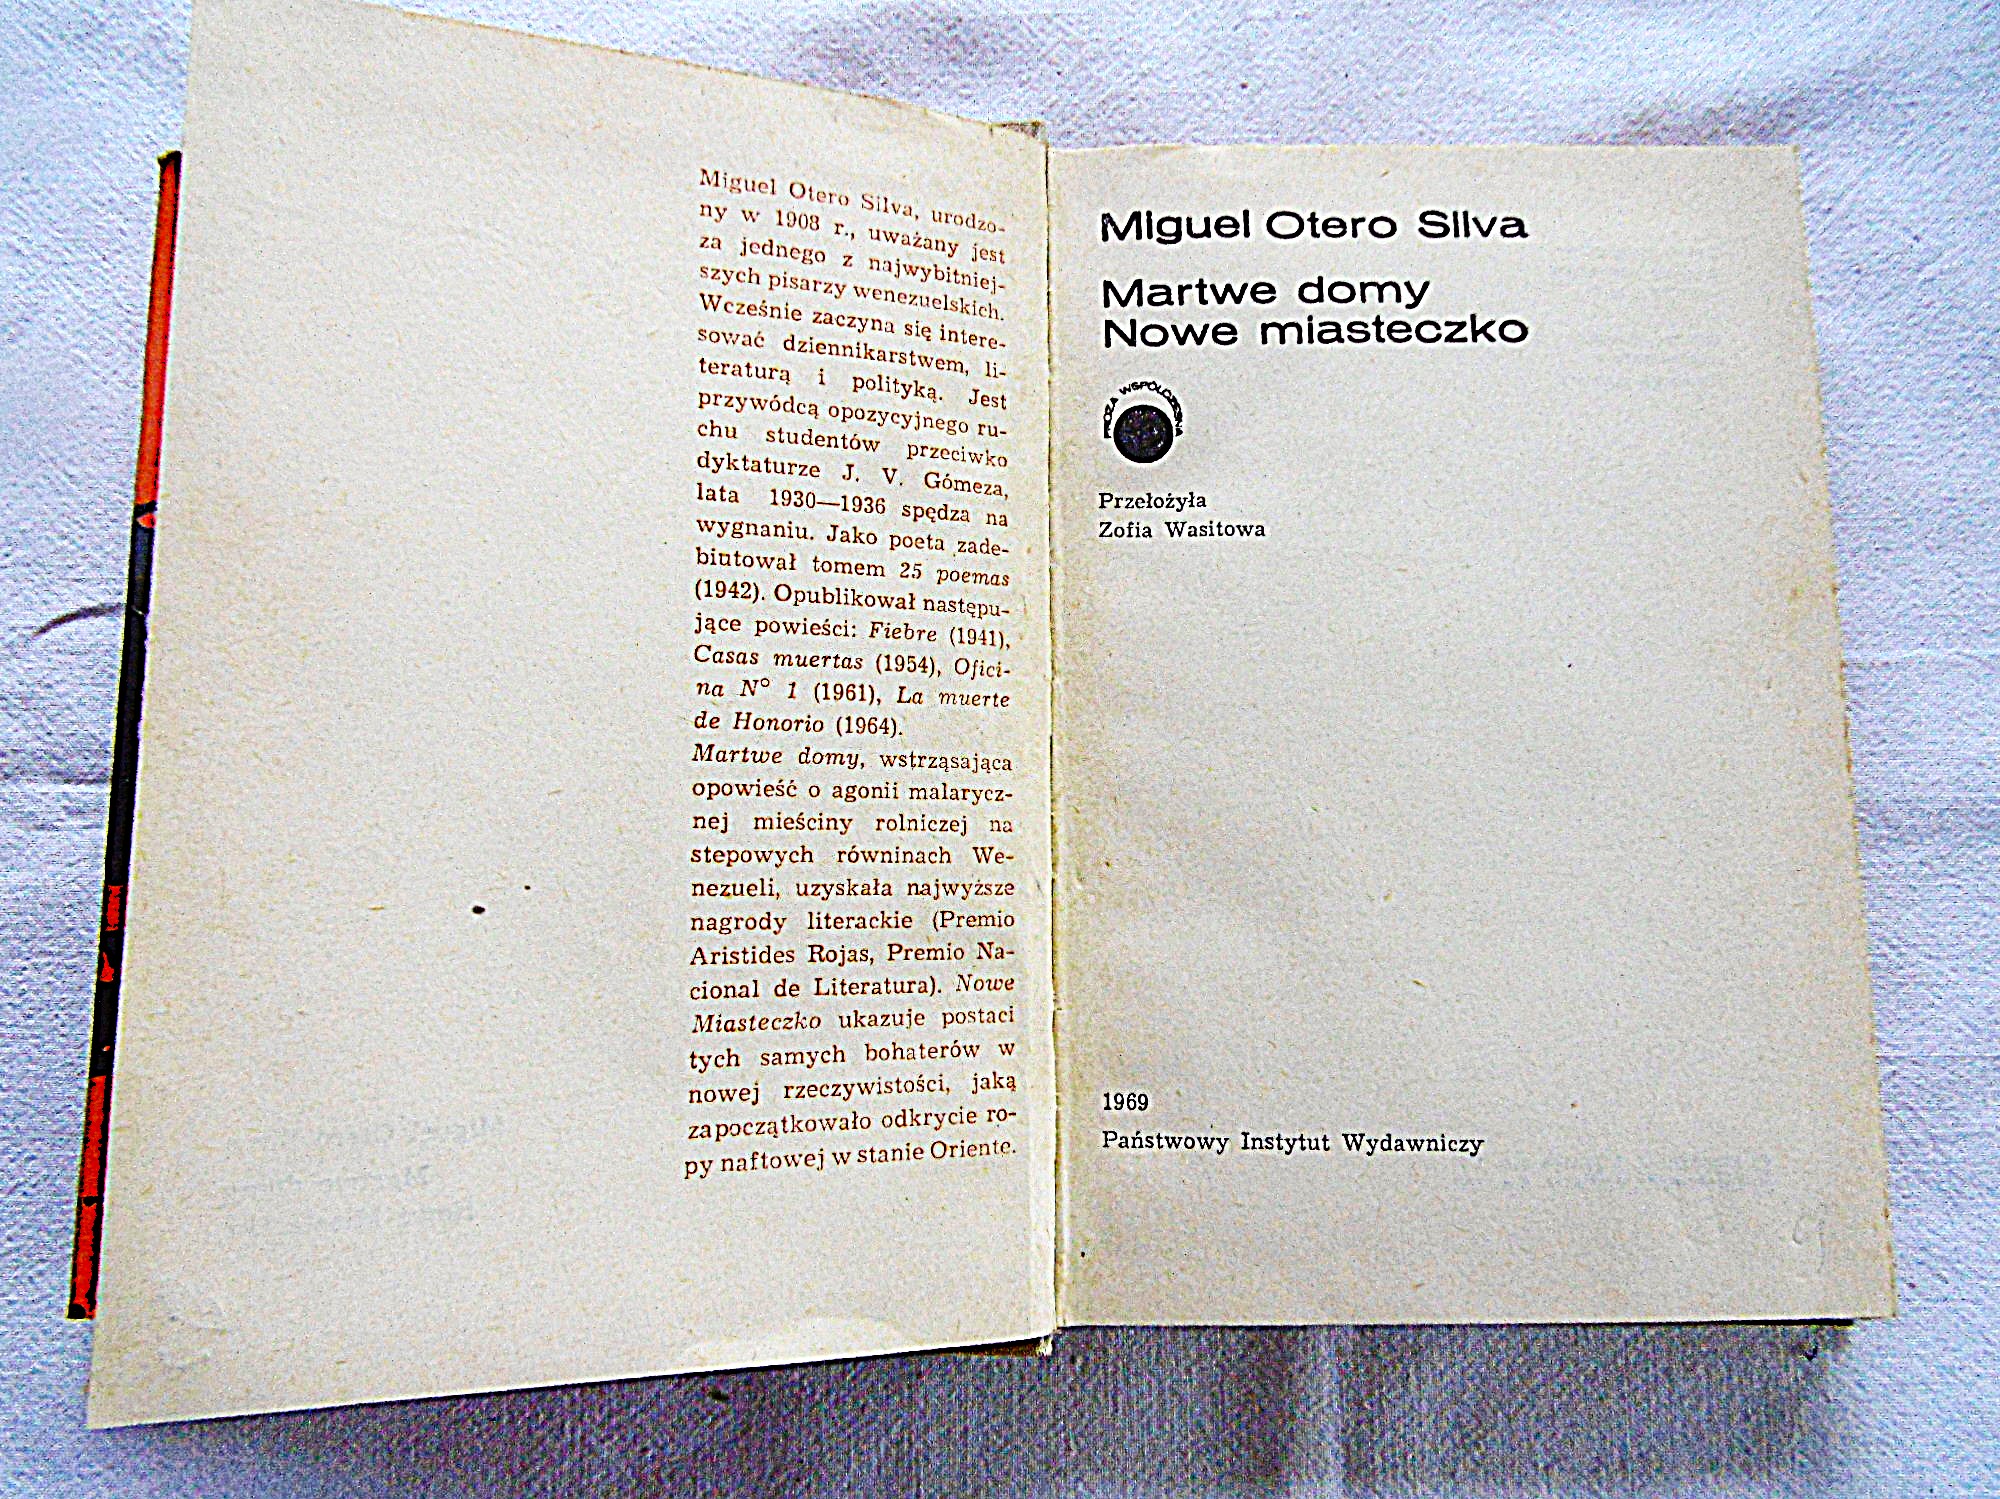 Miguel Otero Silva, urodzo-
ny w 1908 r., uważany jest
za jednego z najwybitniej-
szych pisarzy wenezuelskich.
Wcześnie zaczyna się intere-
sować dziennikarstwem, li-
teraturą i polityką. Jest
przywódcą opozycyjnego ru-
chu studentów przeciwko
dyktaturze J. V. Gómeza,
lata 1930—1936 spędza na
wygnaniu. Jako poeta zade-
biutował tomem 25 poemas
(1942). Opublikował następu-
jące powieści: Fiebre (1941),
Casas muertas (1954), Ofici-
na N° 1 (1961), La muerte
de Honorio (1964).
Martwe domy, wstrząsająca
opowieść o agonii malarycz-
nej mieściny rolniczej na
stepowych równinach We-
nezueli, uzyskała najwyższe
nagrody literackie (Premio
Aristides Rojas, Premio Na-
cional de Literatura). Nowe
Miasteczko ukazuje postaci
tych samych bohaterów w
nowej rzeczywistości, jaką
zapoczątkowało odkrycie ro-
py naftowej w stanie Oriente.
Miguel Otero Silva
Martwe domy
Nowe miasteczko
PROZA WSPÓŁCZESNA
Przełożyła
Zofia Wasitowa
1969
Państwowy Instytut Wydawniczy